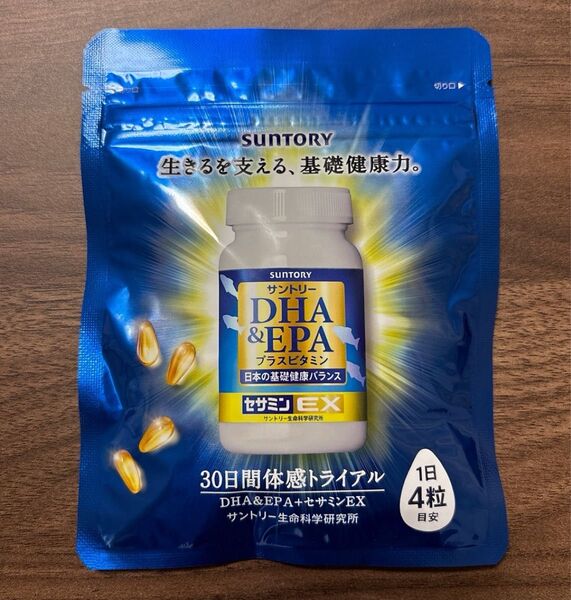 切り口
SUNTORY
生きるを支える、基礎健康力。
SUNTORY
サントリー
DHA
&EPA
プラスビタミン
日本の基礎健康バランス
セサミンEX
サントリー生命科学研究所
30日間体感トライアル
DHA&EPA+セサミンEX
サントリー生命科学研究所
1日
4粒
目安